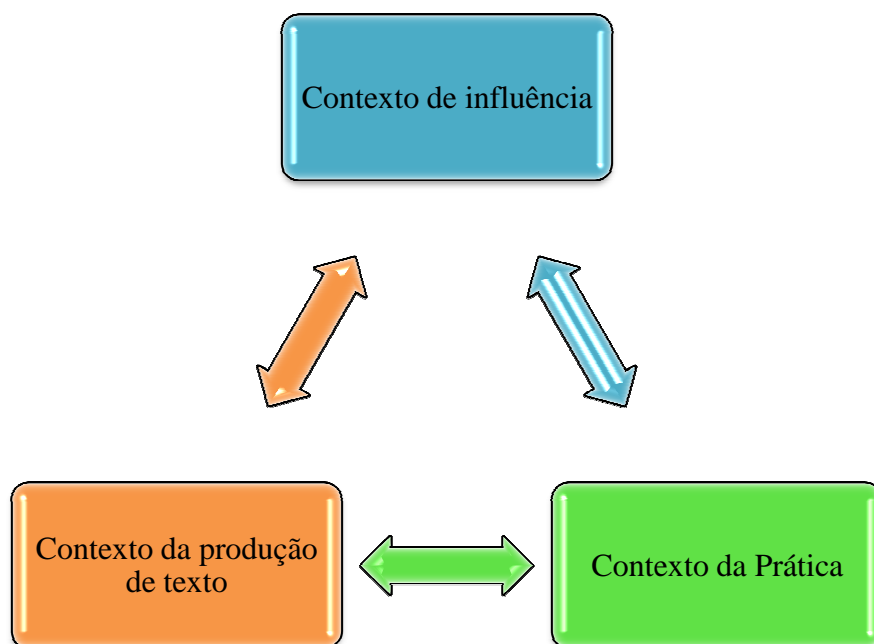 Contexto de influência
Contexto da produção
de texto
Contexto da Prática